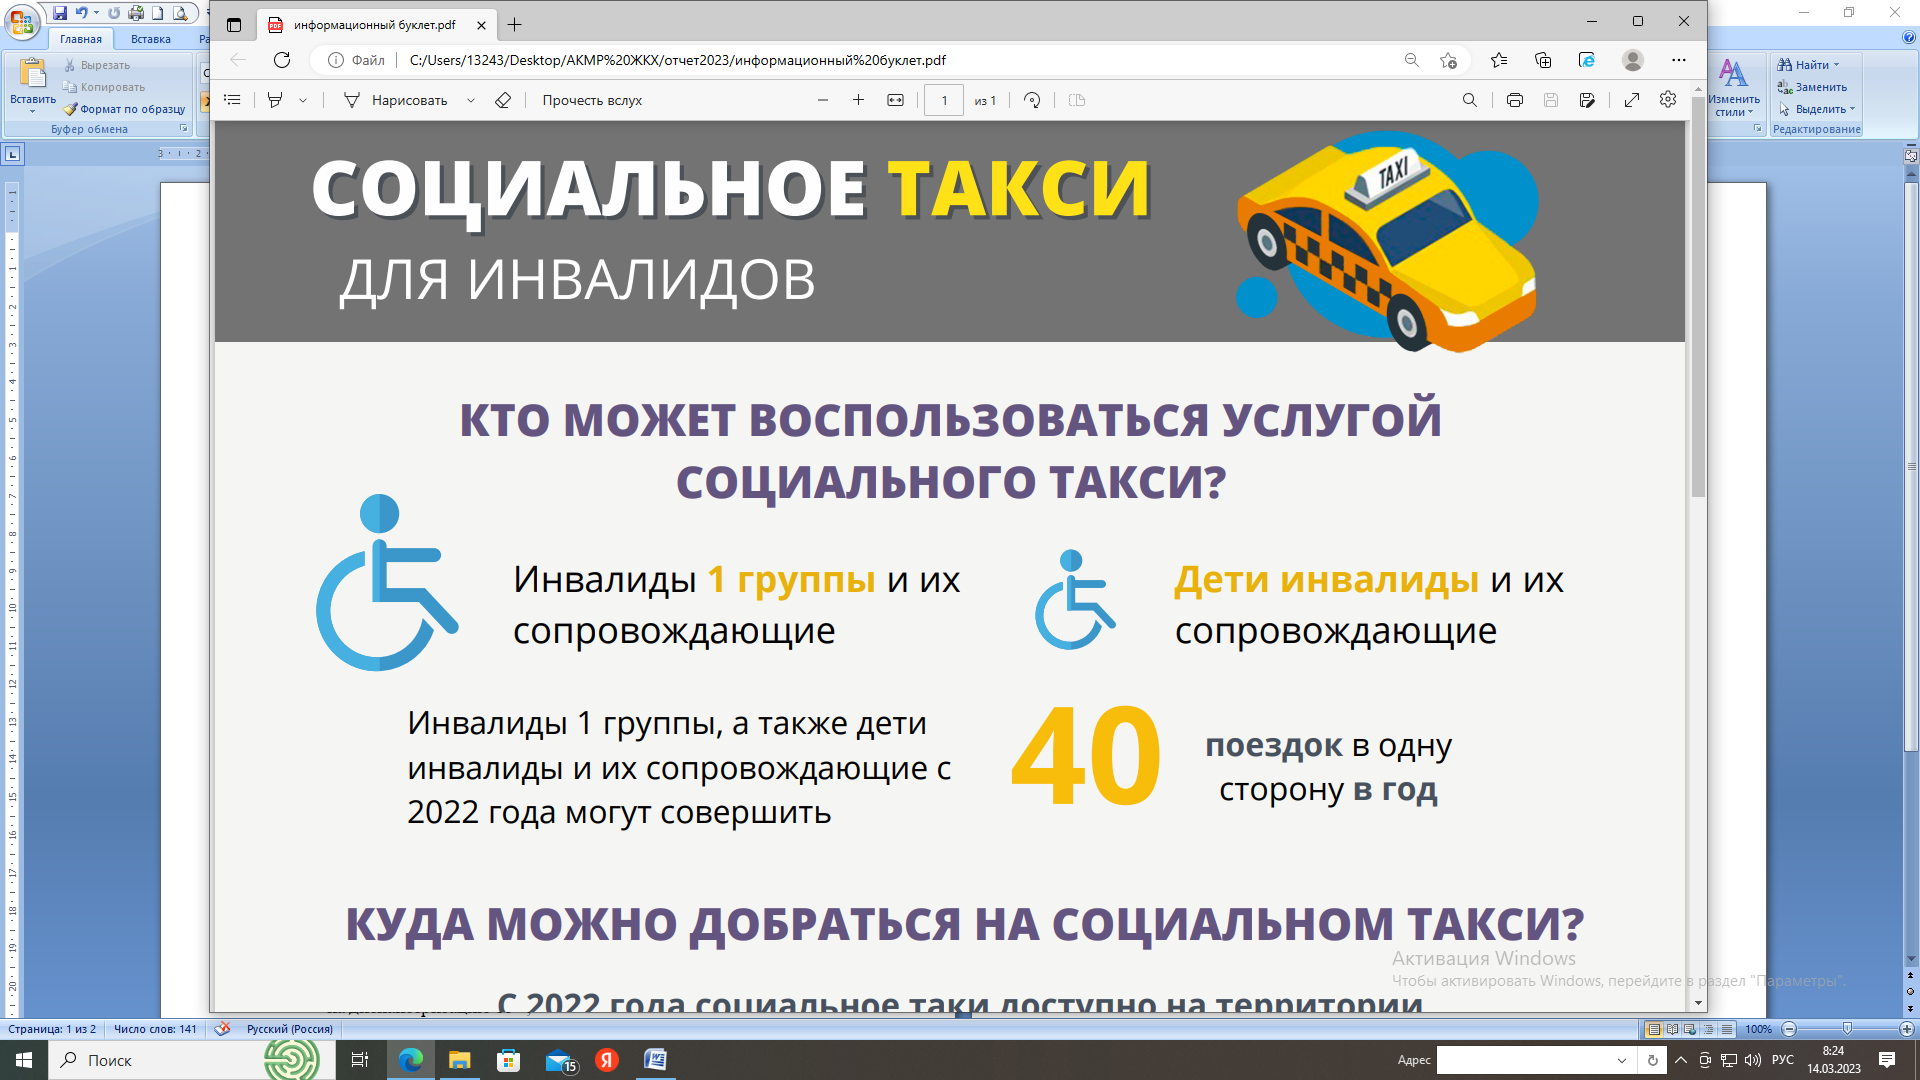 информационный буклет.pdf
Файл
C:/Users/13243/Desktop/АКМР%20ЖКХ/отчет2023/информационный%20буклет.pdf
Нарисовать
Прочесть вслух
1
из 1
Главная
Вставка
Вырезать
Копировать
Вставить
Формат по образцу
Буфер обмена
Изменить
стили
Найти
Заменить
Выделить
Редактирование
СОЦИАЛЬНОЕ ТАКСИ
ДЛЯ ИНВАЛИДОВ
TAXI
КТО МОЖЕТ ВОСПОЛЬЗОВАТЬСЯ УСЛУГОЙ
СОЦИАЛЬНОГО ТАКСИ?
Инвалиды 1 группы и их
сопровождающие
Дети инвалиды и их
сопровождающие
Инвалиды 1 группы, а также дети
инвалиды и их сопровождающие с
2022 года могут совершить
40
поездок в одну
сторону в год
КУДА МОЖНО ДОБРАТЬСЯ НА СОЦИАЛЬНОМ ТАКСИ?
Активация Windows
Чтобы активировать Windows, перейдите в раздел "Параметры".
С 2022 года социальное таки доступно на территории
Страница: 1 из 2
Число слов: 141
Русский (Россия)
100%
Поиск
15
Адрес
РУС
8:24
14.03.2023